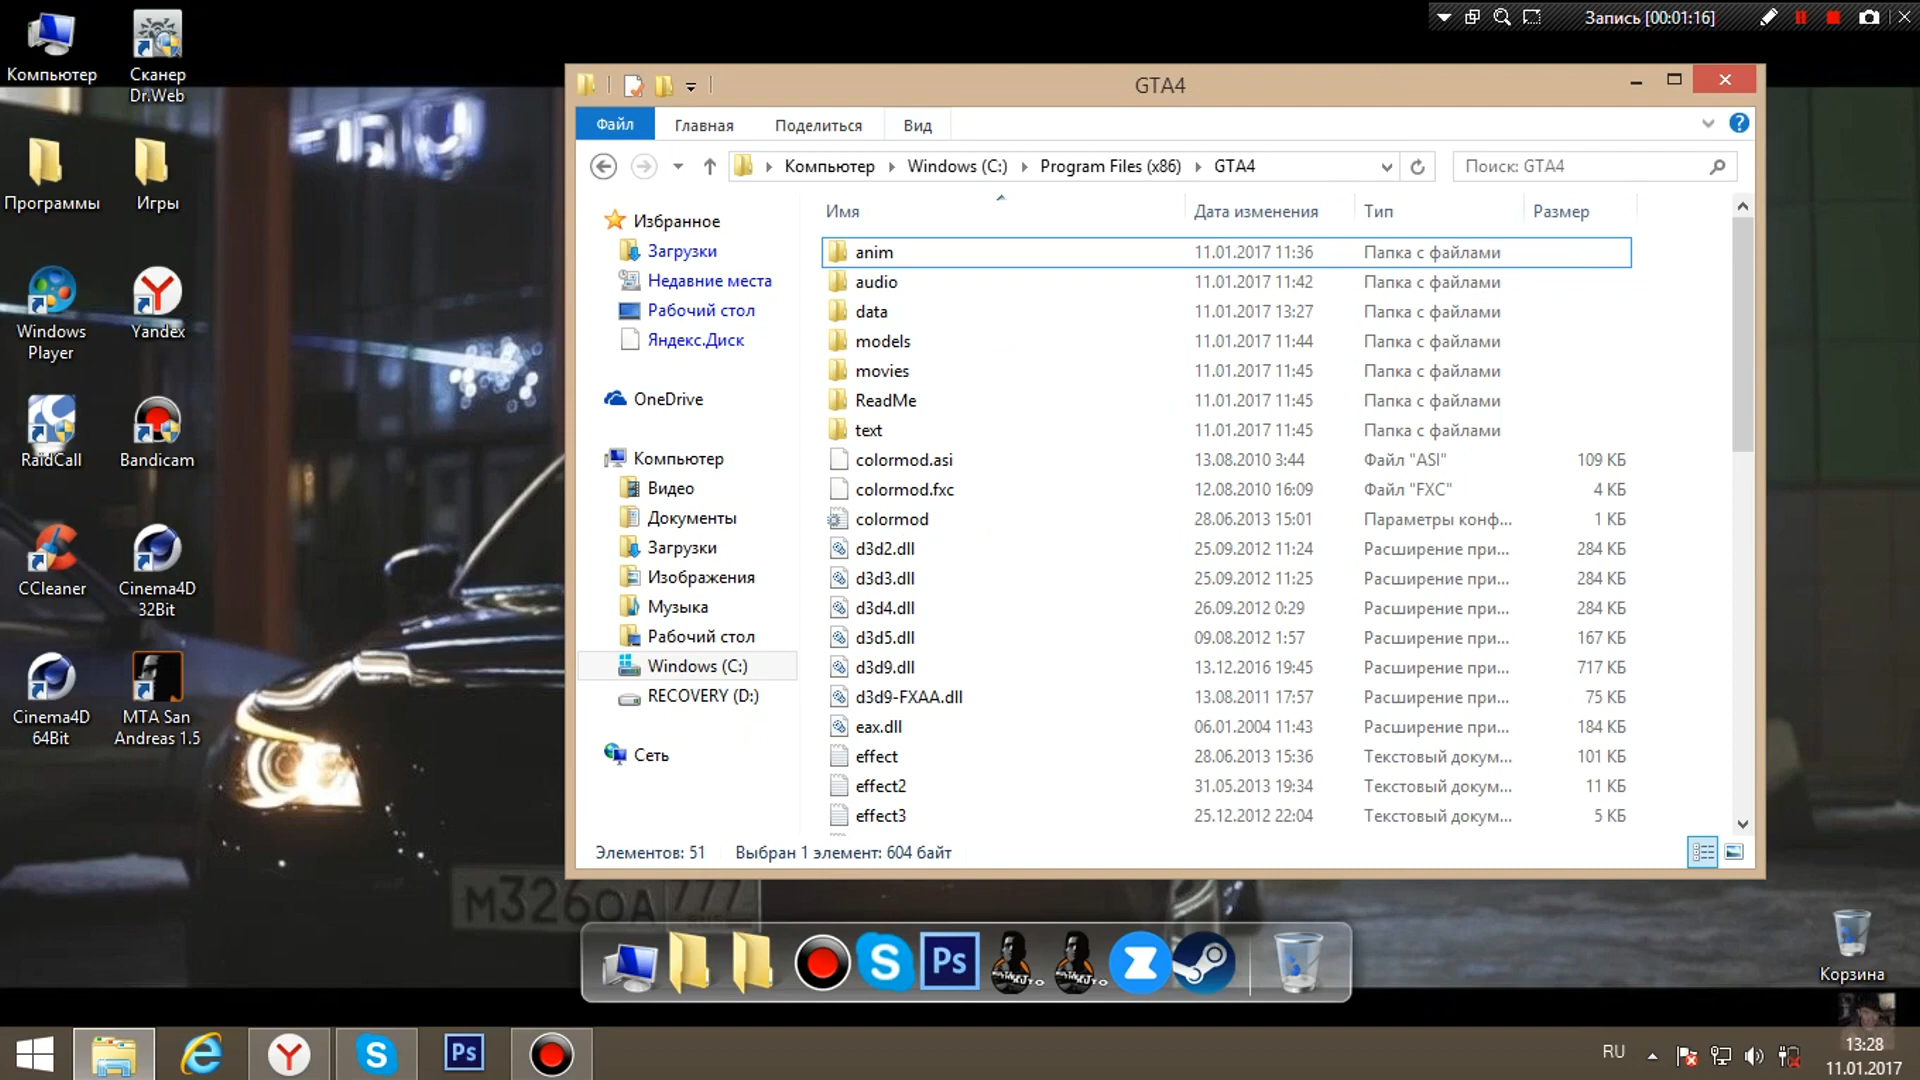 Запись [00:01:16]
Компьютер
Сканер
Dr.Web
Программы
Игры
Windows
Player
Yandex
RaidCall
Bandicam
CCleaner
Cinema4D
32Bit
Cinema4D
64Bit
MTA San
Andreas 1.5
GTA4
Файл
Главная
Поделиться
Вид
Компьютер
Windows (C:)
Program Files (x86)
GTA4
Поиск: GTA4
Избранное
Загрузки
Недавние места
Рабочий стол
Яндекс.Диск
OneDrive
Компьютер
Видео
Документы
Загрузки
Изображения
Музыка
Рабочий стол
Windows (C:)
RECOVERY (D:)
Сеть
Имя Дата изменения Тип Размер
anim 11.01.2017 11:36 Папка с файлами
audio 11.01.2017 11:42 Папка с файлами
data 11.01.2017 13:27 Папка с файлами
models 11.01.2017 11:44 Папка с файлами
movies 11.01.2017 11:45 Папка с файлами
ReadMe 11.01.2017 11:45 Папка с файлами
text 11.01.2017 11:45 Папка с файлами
colormod.asi 13.08.2010 3:44 Файл "ASI" 109 КБ
colormod.fxc 12.08.2010 16:09 Файл "FXC" 4 КБ
colormod 28.06.2013 15:01 Параметры конф... 1 КБ
d3d2.dll 25.09.2012 11:24 Расширение при... 284 КБ
d3d3.dll 25.09.2012 11:25 Расширение при... 284 КБ
d3d4.dll 26.09.2012 0:29 Расширение при... 284 КБ
d3d5.dll 09.08.2012 1:57 Расширение при... 167 КБ
d3d9.dll 13.12.2016 19:45 Расширение при... 717 КБ
d3d9-FXAA.dll 13.08.2011 17:57 Расширение при... 75 КБ
eax.dll 06.01.2004 11:43 Расширение при... 184 КБ
effect 28.06.2013 15:36 Текстовый докум... 101 КБ
effect2 31.05.2013 19:34 Текстовый докум... 11 КБ
effect3 25.12.2012 22:04 Текстовый докум... 5 КБ
Элементов: 51 Выбран 1 элемент: 604 байт
М326ОА 777
Ps
Корзина
Ps
RU
13:28
11.01.2017